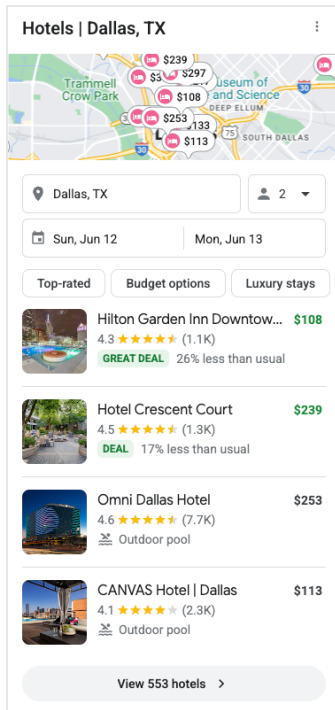 Hotels | Dallas, TX
$239
$297
Trammell
Crow Park
useum of
and Science
30
$108
DEEP ELLUM
$253
133
75
SOUTH DALLAS
30
$113
Dallas, TX
2
Sun, Jun 12
Mon, Jun 13
Top-rated
Budget options
Luxury stays
Hilton Garden Inn Downtow...
$108
4.3
(1.1K)
GREAT DEAL
26% less than usual
Hotel Crescent Court
$239
4.5
(1.3K)
DEAL
17% less than usual
Omni Dallas Hotel
$253
4.6
(7.7K)
Outdoor pool
CANVAS Hotel | Dallas
$113
4.1
(2.3K)
Outdoor pool
View 553 hotels